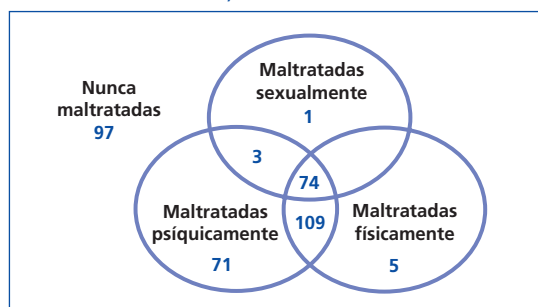 Nunca
maltratadas
97
Maltratadas
sexualmente
1
3
74
109
Maltratadas
psíquicamente
71
Maltratadas
físicamente
5